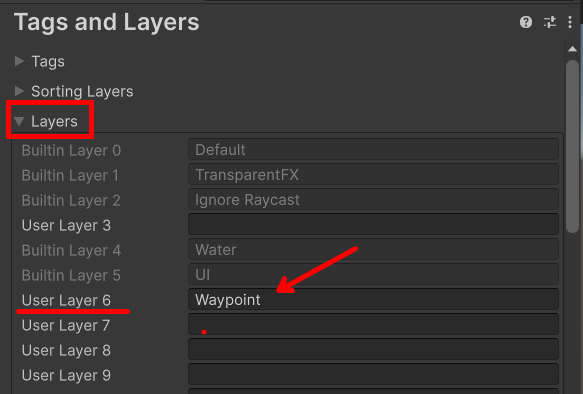 Tags and Layers
Tags
Sorting Layers
Layers
Builtin Layer 0 Default
Builtin Layer 1 TransparentFX
Builtin Layer 2 Ignore Raycast
User Layer 3
Builtin Layer 4 Water
Builtin Layer 5 UI
User Layer 6 Waypoint
User Layer 7
User Layer 8
User Layer 9